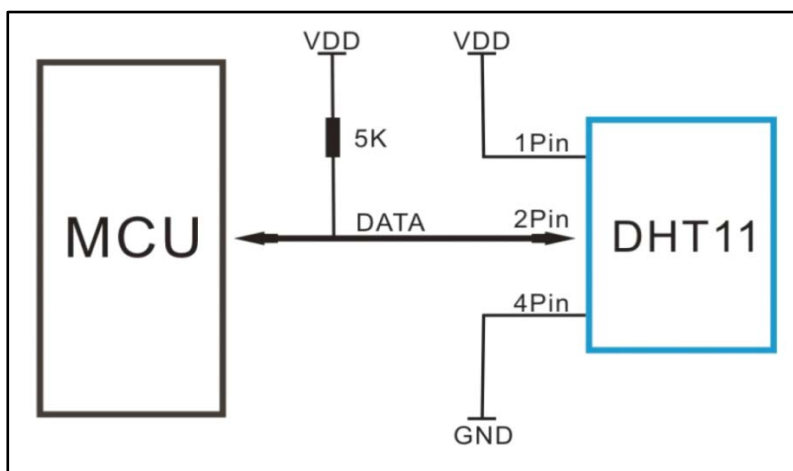 VDD
VDD
5K
1Pin
MCU
DATA
2Pin
DHT11
4Pin
GND